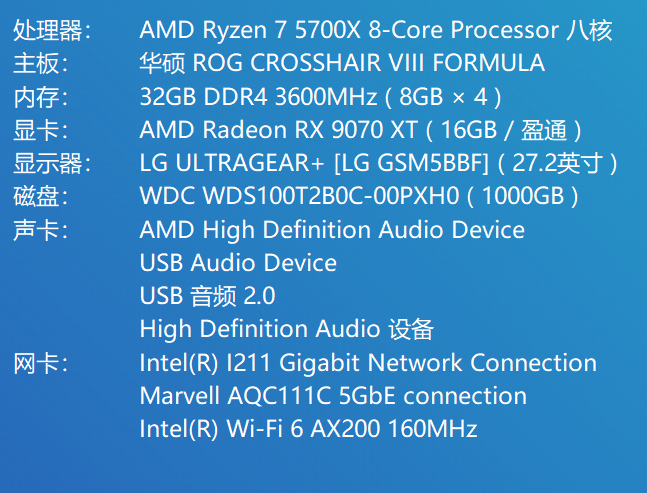 处理器： AMD Ryzen 7 5700X 8-Core Processor 八核
主板： 华硕 ROG CROSSHAIR VIII FORMULA
内存： 32GB DDR4 3600MHz ( 8GB × 4 )
显卡： AMD Radeon RX 9070 XT ( 16GB / 盈通 )
显示器： LG ULTRAGEAR+ [LG GSM5BBF] ( 27.2英寸 )
磁盘： WDC WDS100T2B0C-00PXH0 ( 1000GB )
声卡： AMD High Definition Audio Device
USB Audio Device
USB 音频 2.0
High Definition Audio 设备
网卡： Intel(R) I211 Gigabit Network Connection
Marvell AQC111C 5GbE connection
Intel(R) Wi-Fi 6 AX200 160MHz